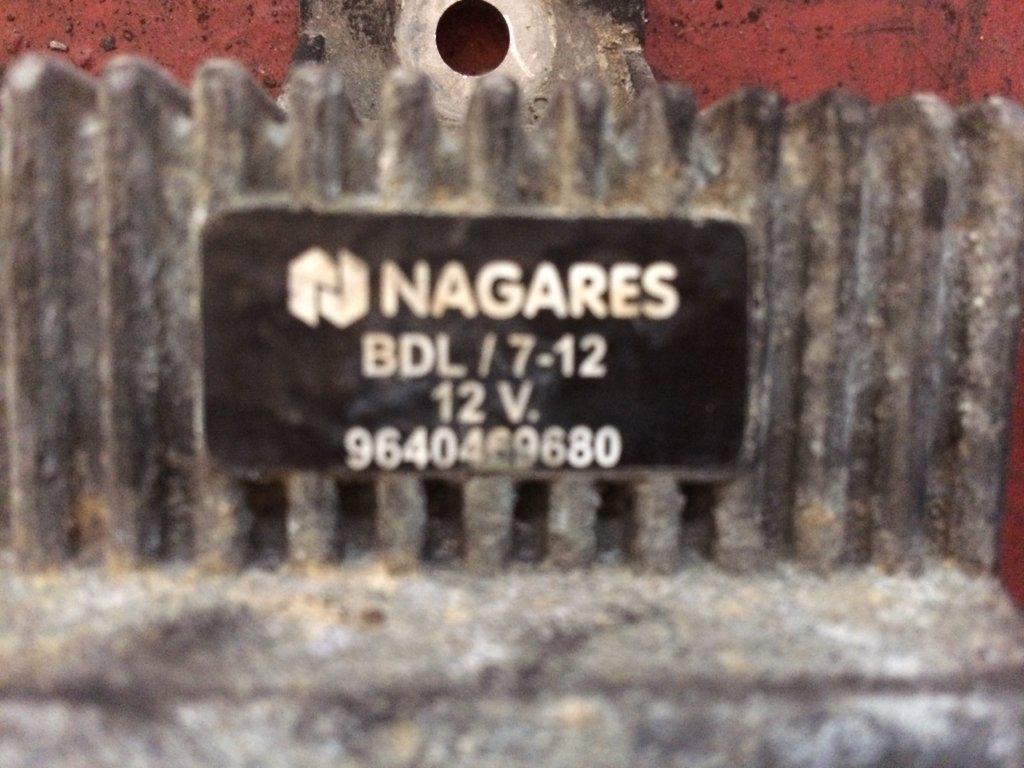 NAGARES
BDL / 7-12
12 V.
9640469680